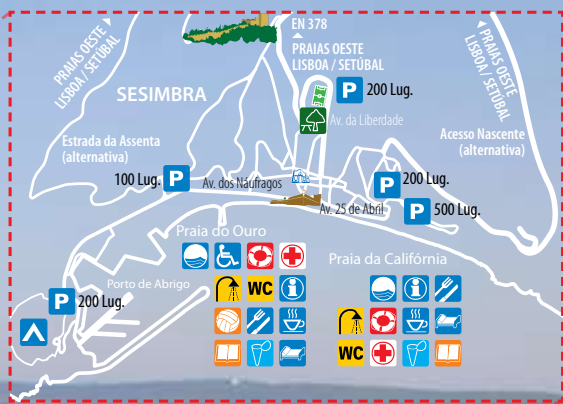 EN 378
PRAIAS OESTE
LISBOA / SETÚBAL
PRAIAS OESTE
LISBOA / SETÚBAL
PRAIAS OESTE
LISBOA / SETÚBAL
SESIMBRA
P 200 Lug.
Av. da Liberdade
Estrada da Assenta
(alternativa)
Acesso Nascente
(alternativa)
100 Lug. P
Av. dos Náufragos
P 200 Lug.
Av. 25 de Abril
P 500 Lug.
Praia do Ouro
Praia da Califórnia
Porto de Abrigo
P 200 Lug.
WC
i
i
WC